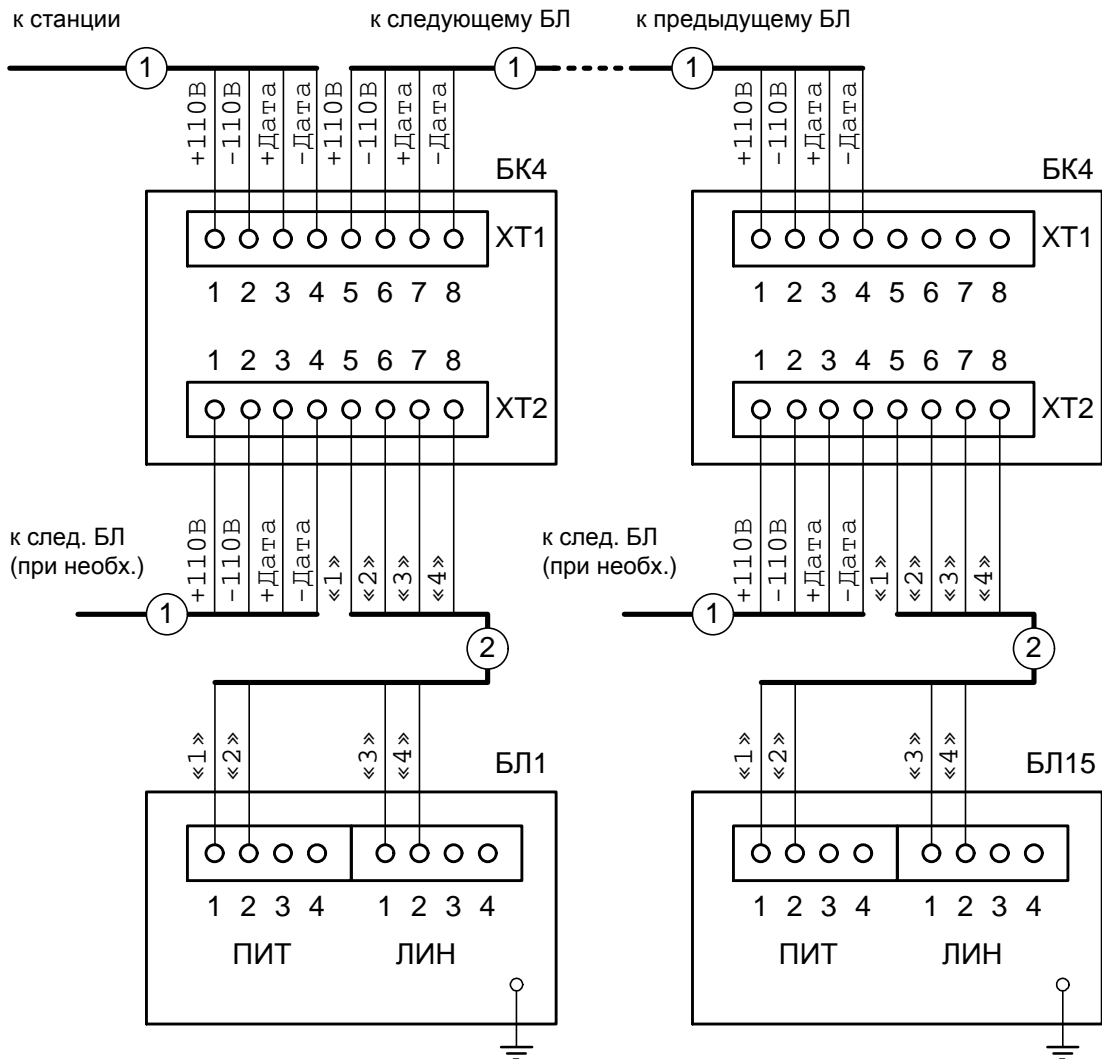 к станции
к следующему БЛ
к предыдущему БЛ
1
1
1
+110В
-110В
+Дата
-Дата
+110В
-110В
+Дата
-Дата
+110В
-110В
+Дата
-Дата
БК4
БК4
ХТ1
ХТ1
1 2 3 4 5 6 7 8
1 2 3 4 5 6 7 8
1 2 3 4 5 6 7 8
1 2 3 4 5 6 7 8
ХТ2
ХТ2
к след. БЛ
(при необх.)
+110В
-110В
+Дата
-Дата
«1»
«2»
«3»
«4»
к след. БЛ
(при необх.)
+110В
-110В
+Дата
-Дата
«1»
«2»
«3»
«4»
1
1
2
2
«1»
«2»
«3»
«4»
БЛ1
«1»
«2»
«3»
«4»
БЛ15
1 2 3 4
1 2 3 4
1 2 3 4
1 2 3 4
ПИТ
ЛИН
ПИТ
ЛИН